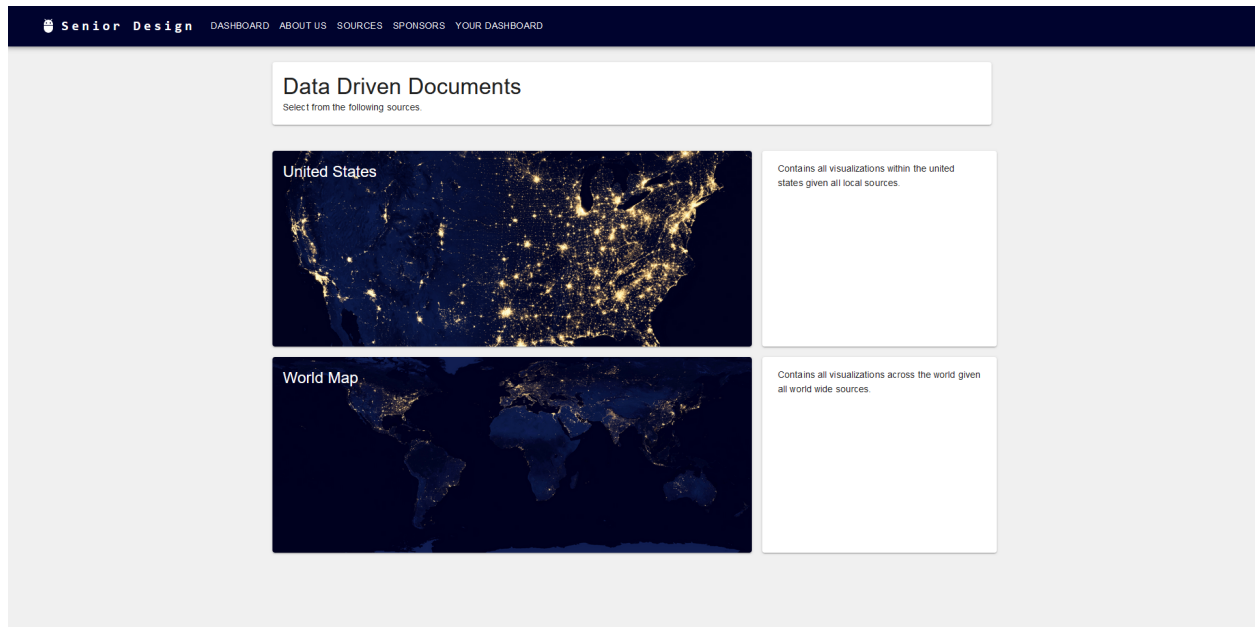 Senior Design DASHBOARD ABOUT US SOURCES SPONSORS YOUR DASHBOARD
Data Driven Documents
Select from the following sources.
United States
Contains all visualizations within the united
states given all local sources.
World Map
Contains all visualizations across the world given
all world wide sources.